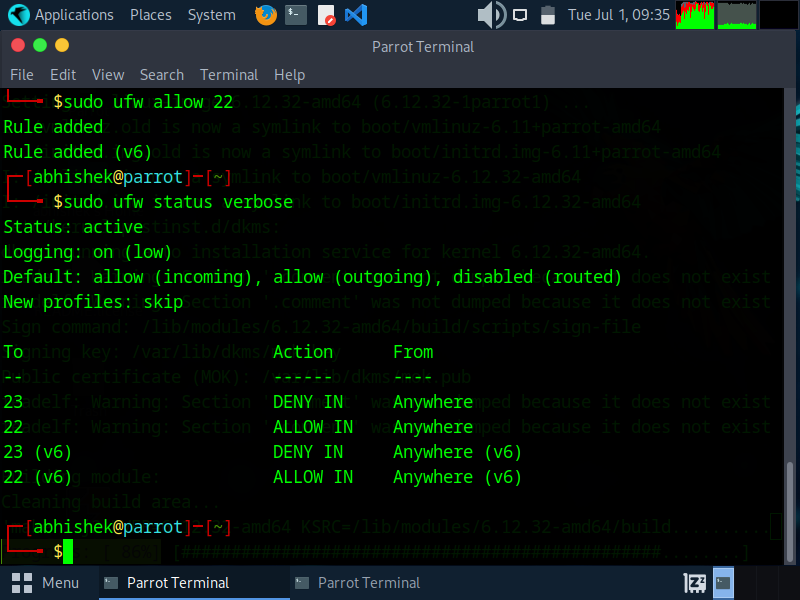 Applications Places System Tue Jul 1, 09:35
Parrot Terminal
File Edit View Search Terminal Help
$sudo ufw allow 22
Rule added
Rule added (v6)
[abhishek@parrot]─[~]
$sudo ufw status verbose
Status: active
Logging: on (low)
Default: allow (incoming), allow (outgoing), disabled (routed)
New profiles: skip
To Action From
-- ------ ----
23 DENY IN Anywhere
22 ALLOW IN Anywhere
23 (v6) DENY IN Anywhere (v6)
22 (v6) ALLOW IN Anywhere (v6)
[abhishek@parrot]─[~]
$
Menu Parrot Terminal Parrot Terminal